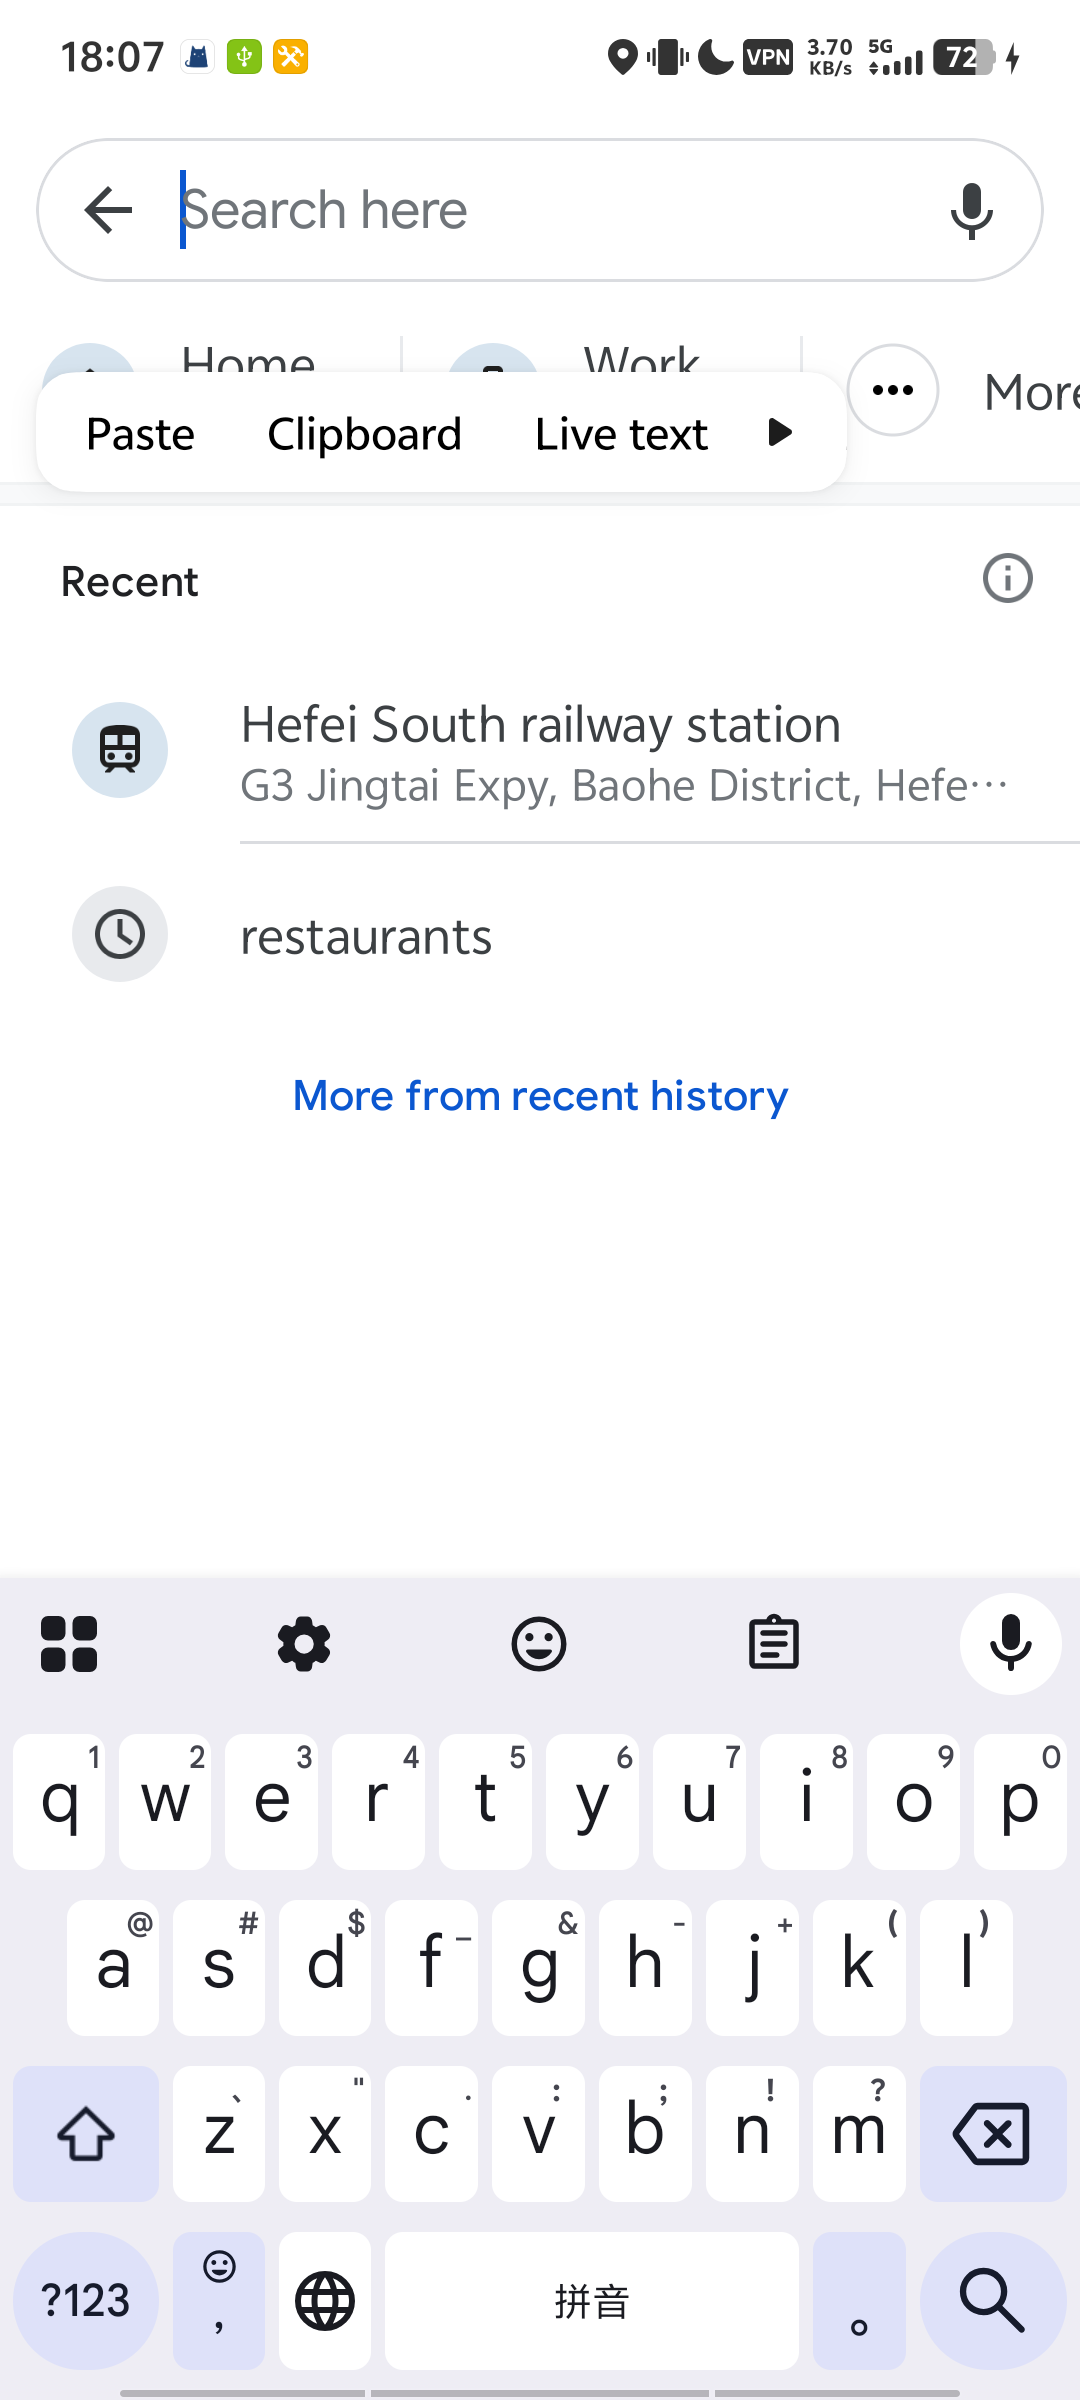 18:07
VPN 3.70 KB/s 5G 72
Search here
Home Work More
Paste Clipboard Live text
Recent
Hefei South railway station
G3 Jingtai Expy, Baohe District, Hefe…
restaurants
More from recent history
1 2 3 4 5 6 7 8 9 0
q w e r t y u i o p
@ # $ _ & - + ( )
a s d f g h j k l
、 " . : ; ! ?
z x c v b n m
?123 , 拼音 。